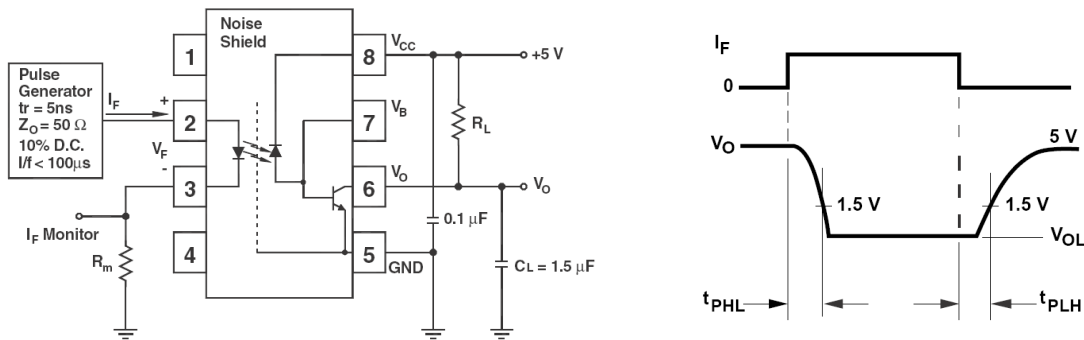 Noise
Shield
1
2
3
4
8
7
6
5
VCC
VB
VO
GND
+5 V
Pulse
Generator
tr = 5ns
ZO = 50 Ω
10% D.C.
I/f < 100μs
IF
+
VF
-
IF Monitor
Rm
RL
VO
0.1 μF
CL = 1.5 μF
IF
0
VO
5 V
1.5 V
1.5 V
VOL
tPHL
tPLH